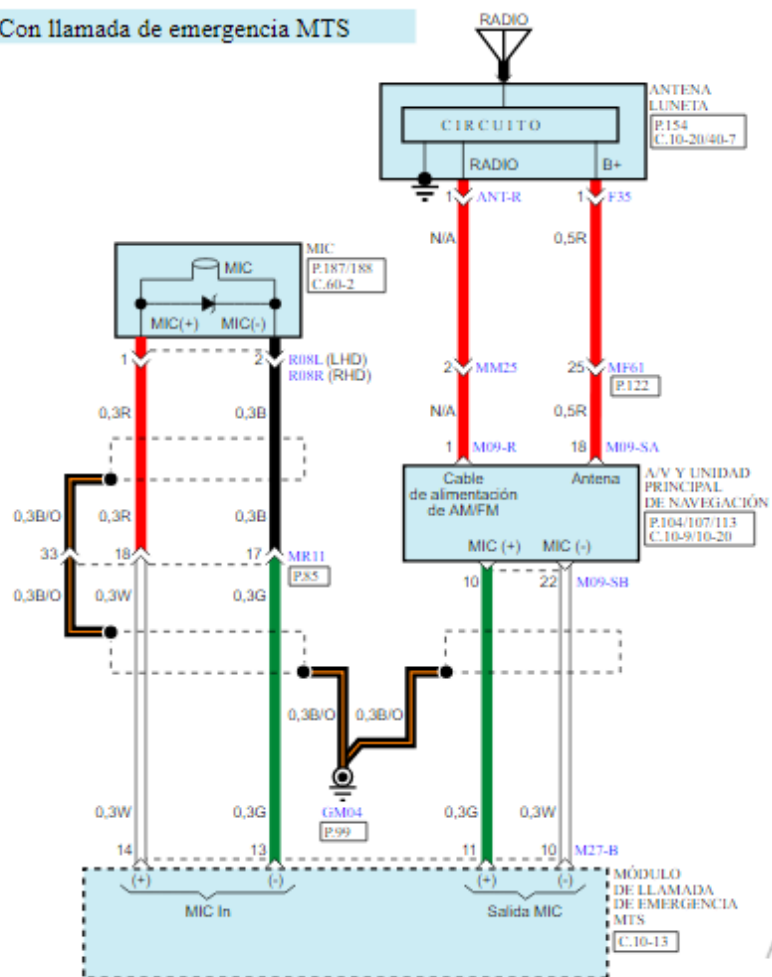 Con llamada de emergencia MTS
RADIO
ANTENA
LUNETA
P.154
C.10-20/40-7
CIRCUITO
RADIO
B+
1
ANT-R
1
F35
N/A
0,5R
MIC
P.187/188
C.60-2
MIC
MIC(+)
MIC(-)
1
2
R08L (LHD)
R08R (RHD)
2
MM25
25
MF61
P.122
0,3R
0,3B
N/A
0,5R
1
M09-R
18
M09-SA
Cable
de alimentación
de AM/FM
Antena
A/V Y UNIDAD
PRINCIPAL
DE NAVEGACIÓN
P.104/107/113
C.10-9/10-20
0,3B/O
0,3R
0,3B
MIC (+)
MIC (-)
33
18
17
MR11
P.85
10
22
M09-SB
0,3B/O
0,3W
0,3G
0,3B/O
0,3B/O
0,3W
0,3G
GM04
P.99
0,3G
0,3W
14
13
11
10
M27-B
(+)
(-)
(+)
(-)
MIC In
Salida MIC
MÓDULO
DE LLAMADA
DE EMERGENCIA
MTS
C.10-13